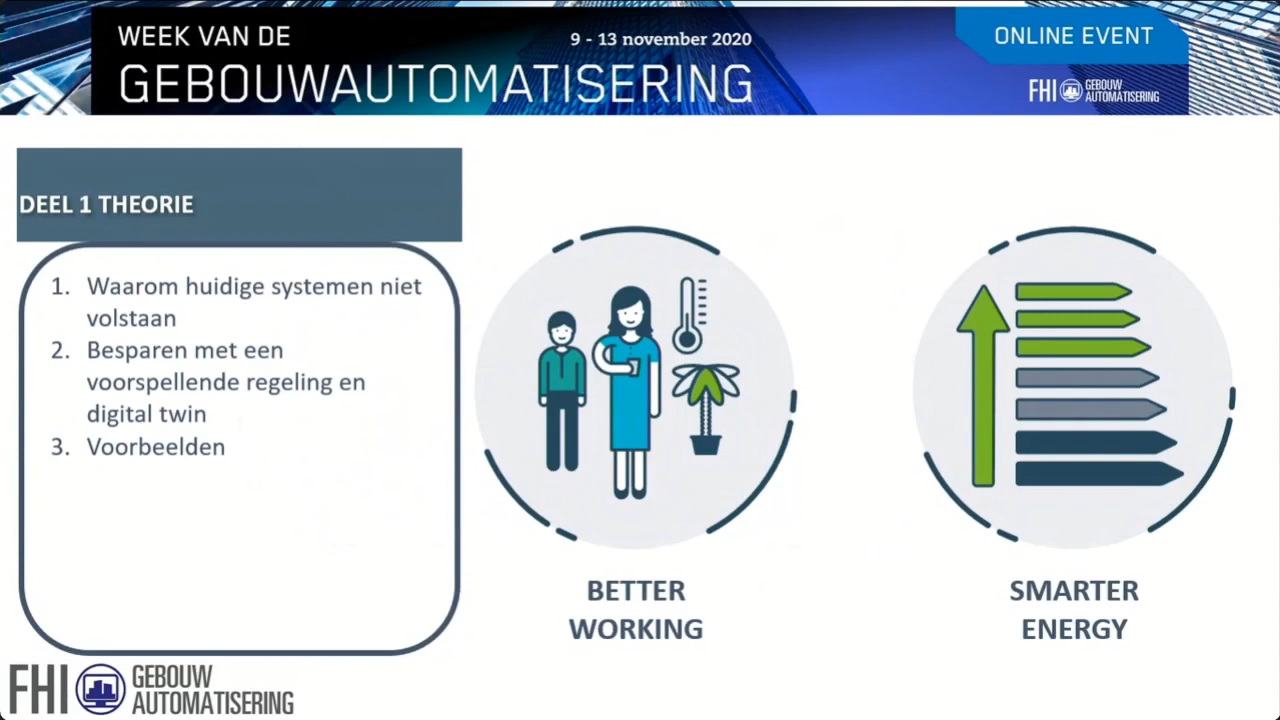 WEEK VAN DE
9 - 13 november 2020
GEBOUWAUTOMATISERING
ONLINE EVENT
FHI GEBOUW
AUTOMATISERING
DEEL 1 THEORIE
1. Waarom huidige systemen niet
volstaan
2. Besparen met een
voorspellende regeling en
digital twin
3. Voorbeelden
BETTER
WORKING
SMARTER
ENERGY
FHI GEBOUW
AUTOMATISERING